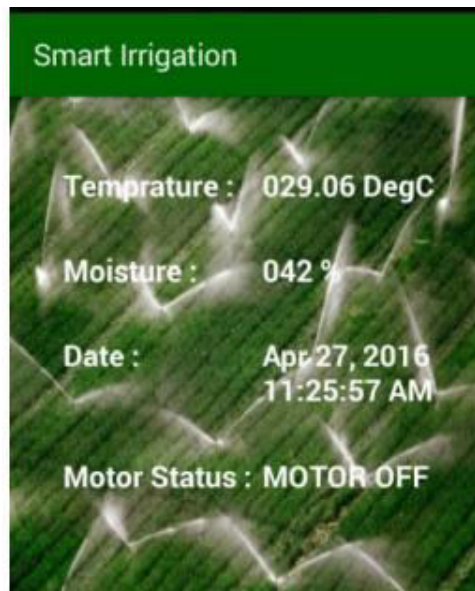 Smart Irrigation
Temprature : 029.06 DegC
Moisture : 042 %
Date : Apr 27, 2016
11:25:57 AM
Motor Status : MOTOR OFF